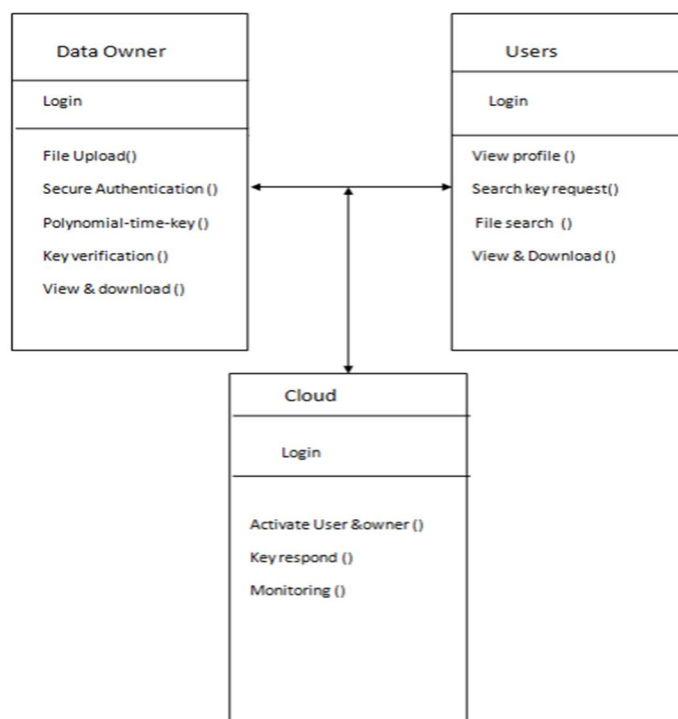 Data Owner
Login
File Upload()
Secure Authentication ()
Polynomial-time-key ()
Key verification ()
View & download ()
Users
Login
View profile ()
Search key request()
File search ()
View & Download ()
Cloud
Login
Activate User &owner ()
Key respond ()
Monitoring ()